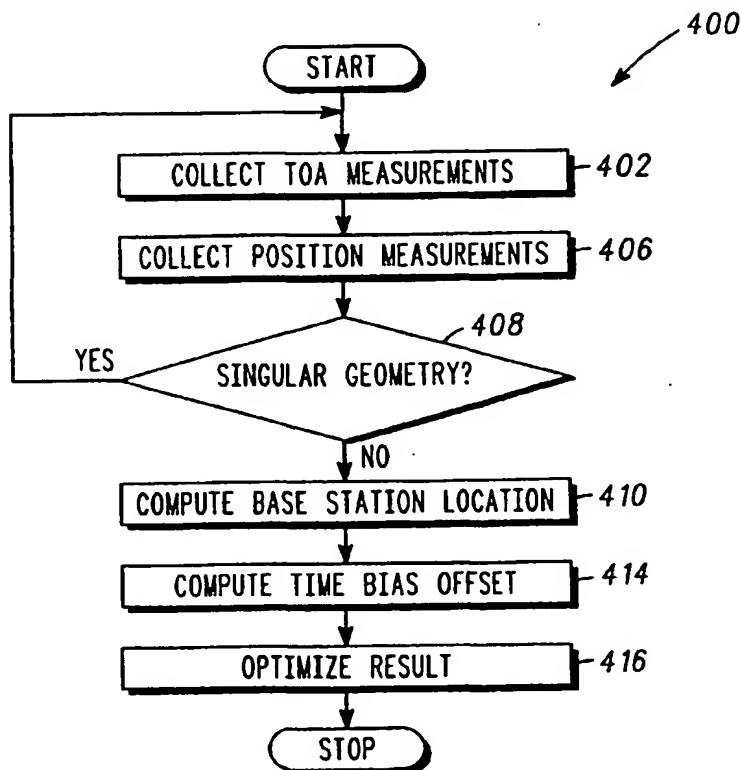 400
START
COLLECT TOA MEASUREMENTS 402
COLLECT POSITION MEASUREMENTS 406
408
YES
SINGULAR GEOMETRY?
NO
COMPUTE BASE STATION LOCATION 410
COMPUTE TIME BIAS OFFSET 414
OPTIMIZE RESULT 416
STOP